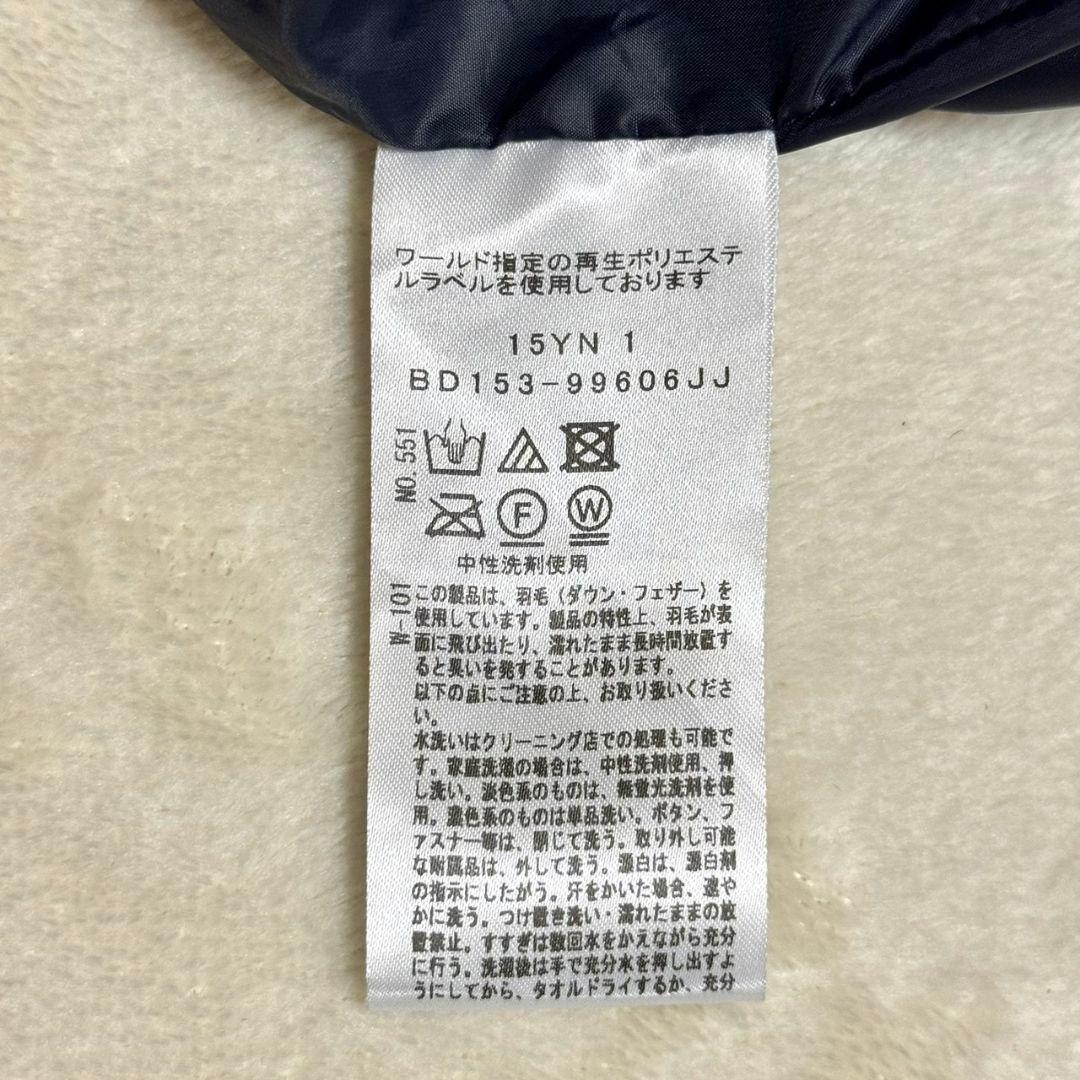 ワールド指定の再生ポリエステ
ルラベルを使用しております
15YN 1
BD153-99606JJ
NO.551
F
W
中性洗剤使用
W-101
この製品は、羽毛(ダウン・フェザー)を
使用しています。製品の特性上、羽毛が表
面に飛び出たり、濡れたまま長時間放置す
ると臭いを発することがあります。
以下の点にご注意の上、お取り扱いくださ
い。
水洗いはクリーニング店での処理も可能で
す。家庭洗濯の場合は、中性洗剤使用、押
し洗い。淡色系のものは、無蛍光洗剤を使
用。濃色系のものは単品洗い。ボタン、フ
ァスナー等は、閉じて洗う。取り外し可能
な附属品は、外して洗う。漂白は、漂白剤
の指示にしたがう。汗をかいた場合、速や
かに洗う。つけ置き洗い・濡れたままの放
置禁止。すすぎは数回水をかえながら充分
に行う。洗濯後は手で充分水を押し出すよ
うにしてから、タオルドライするか、充分